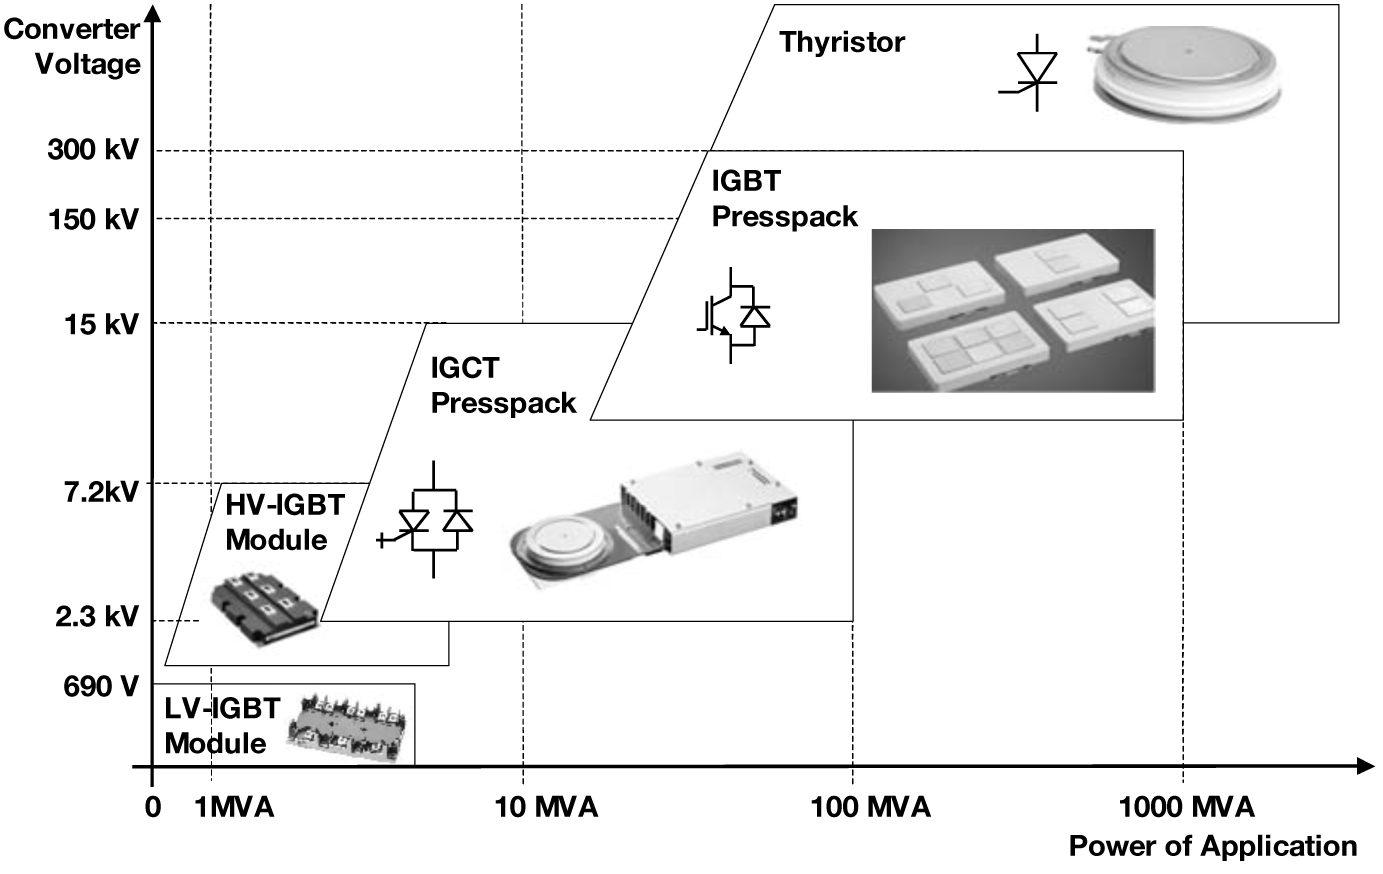 Converter
Voltage
Thyristor
300 kV
IGBT
Presspack
150 kV
15 kV
IGCT
Presspack
7.2kV
HV-IGBT
Module
2.3 kV
690 V
LV-IGBT
Module
0
1MVA
10 MVA
100 MVA
1000 MVA
Power of Application